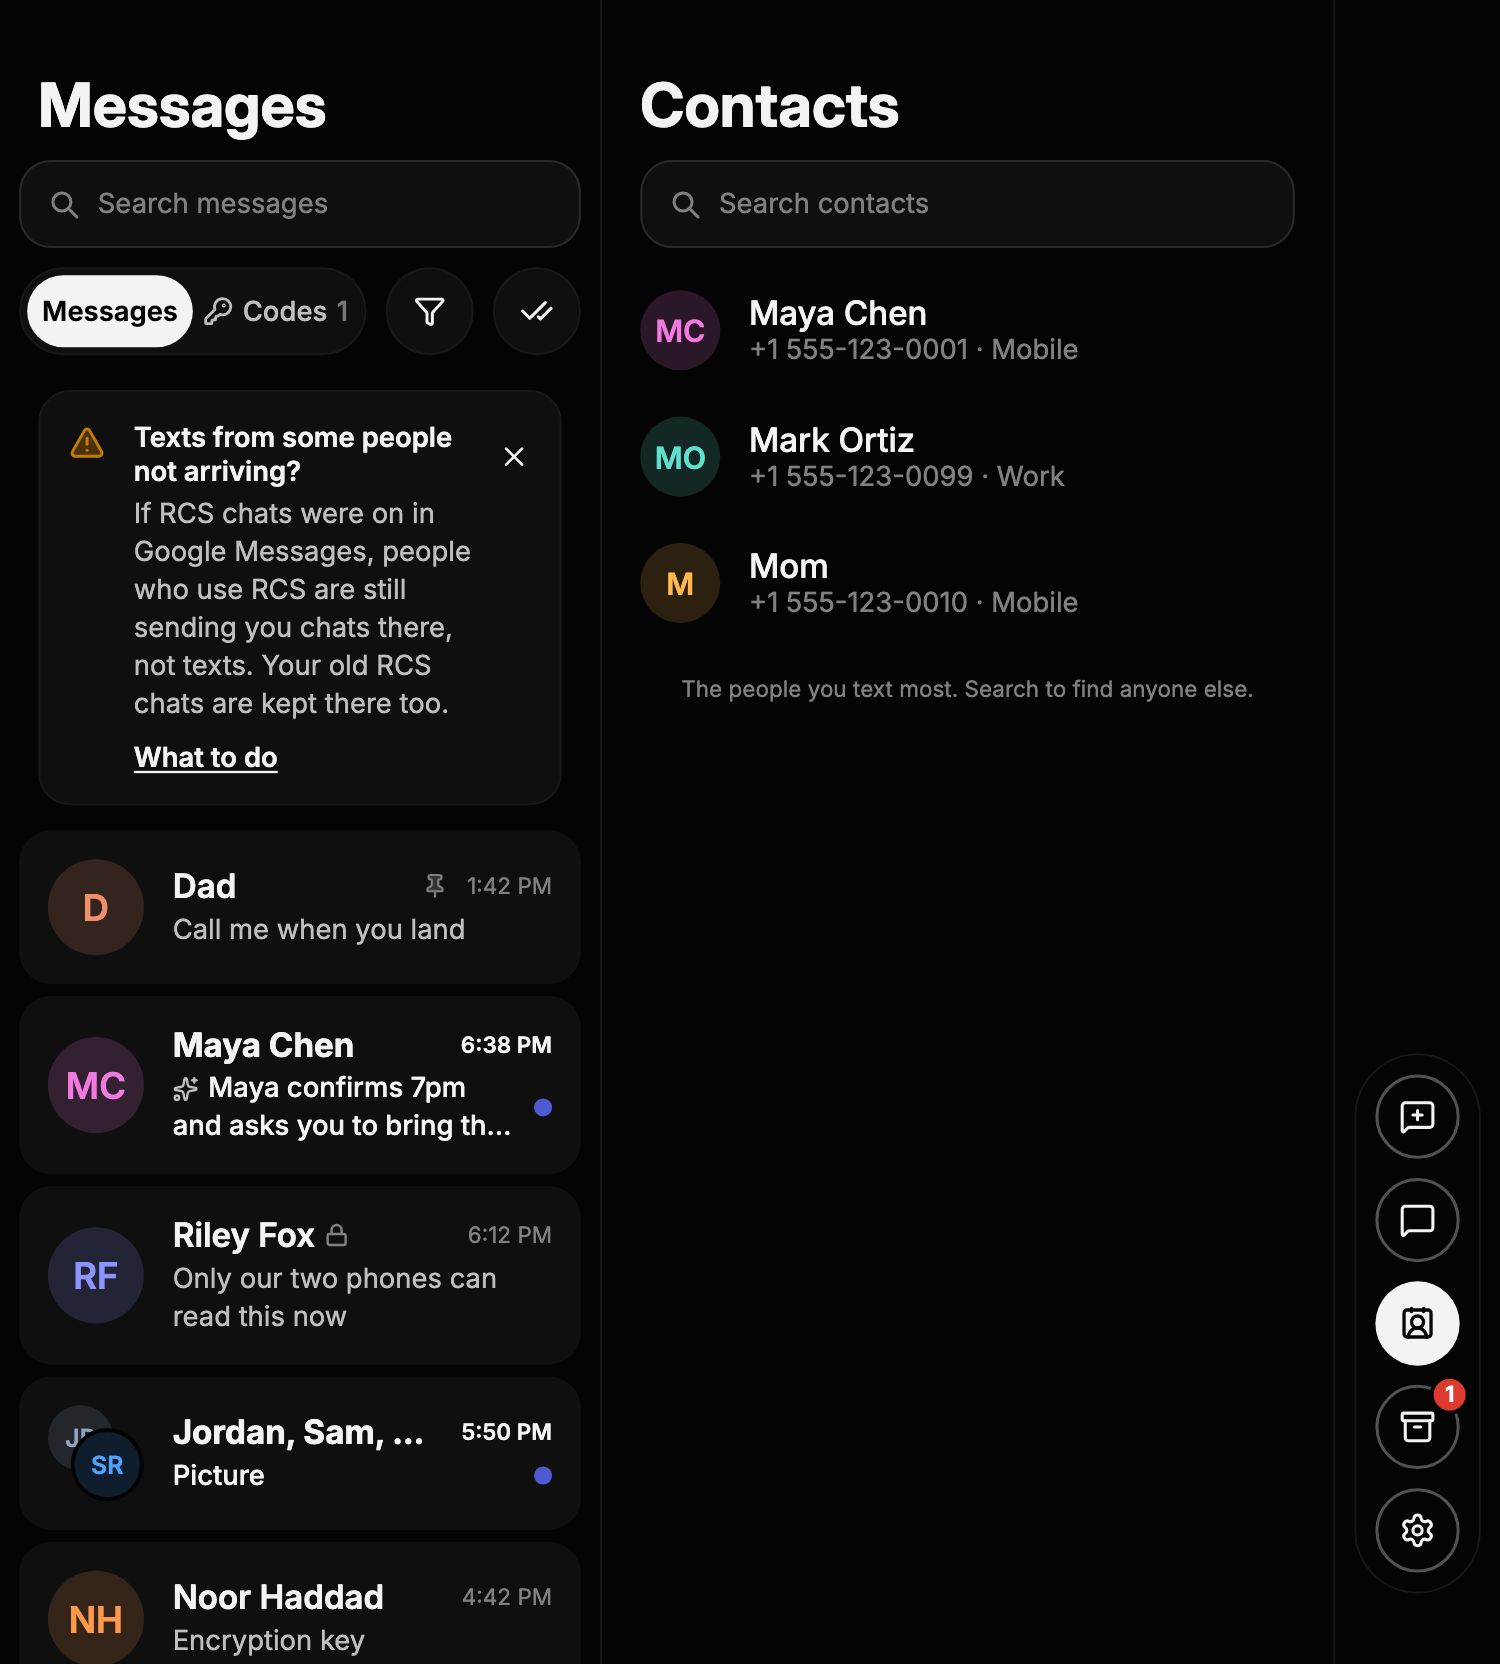 Messages
Search messages
Messages
Codes 1
Texts from some people
not arriving?
If RCS chats were on in
Google Messages, people
who use RCS are still
sending you chats there,
not texts. Your old RCS
chats are kept there too.
What to do
D
Dad
1:42 PM
Call me when you land
MC
Maya Chen
6:38 PM
Maya confirms 7pm
and asks you to bring th...
RF
Riley Fox
6:12 PM
Only our two phones can
read this now
SR
Jordan, Sam, ...
5:50 PM
Picture
NH
Noor Haddad
4:42 PM
Encryption key
Contacts
Search contacts
MC
Maya Chen
+1 555-123-0001 · Mobile
MO
Mark Ortiz
+1 555-123-0099 · Work
M
Mom
+1 555-123-0010 · Mobile
The people you text most. Search to find anyone else.
1